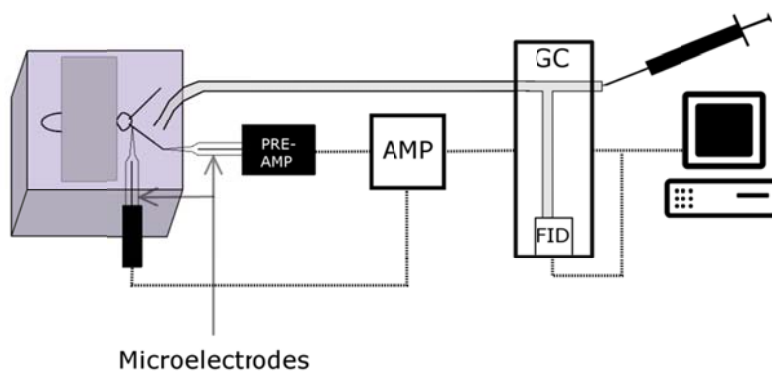 GC
PRE-
AMP
AMP
FID
Microelectrodes